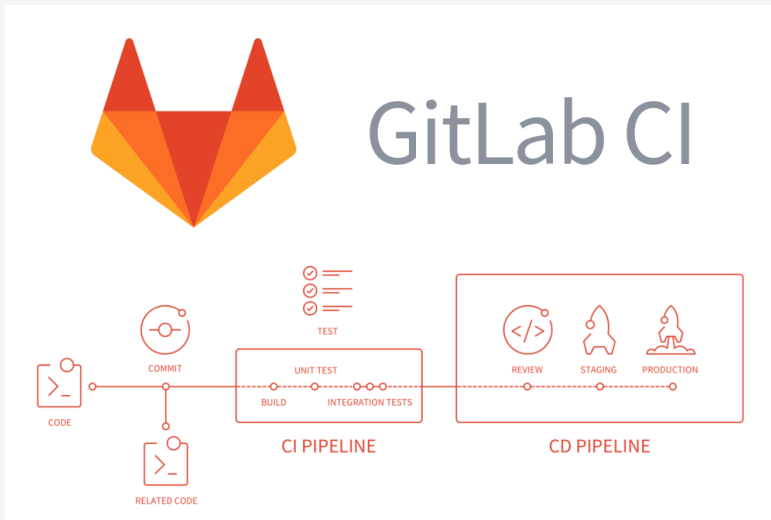 GitLab CI
TEST
COMMIT
UNIT TEST
REVIEW
STAGING
PRODUCTION
BUILD
INTEGRATION TESTS
CODE
CI PIPELINE
CD PIPELINE
RELATED CODE